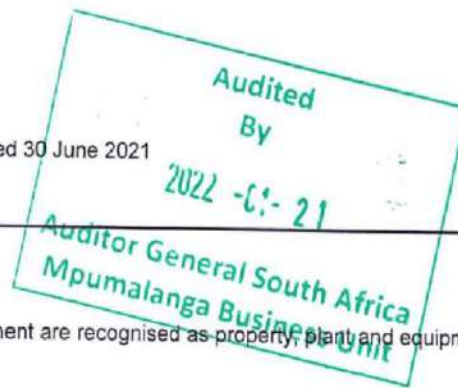 Audited
By
ed 30 June 2021
2022 - - 21
Auditor General South Africa
Mpumalanga Business Unit
ment are recognised as property, plant and equipm